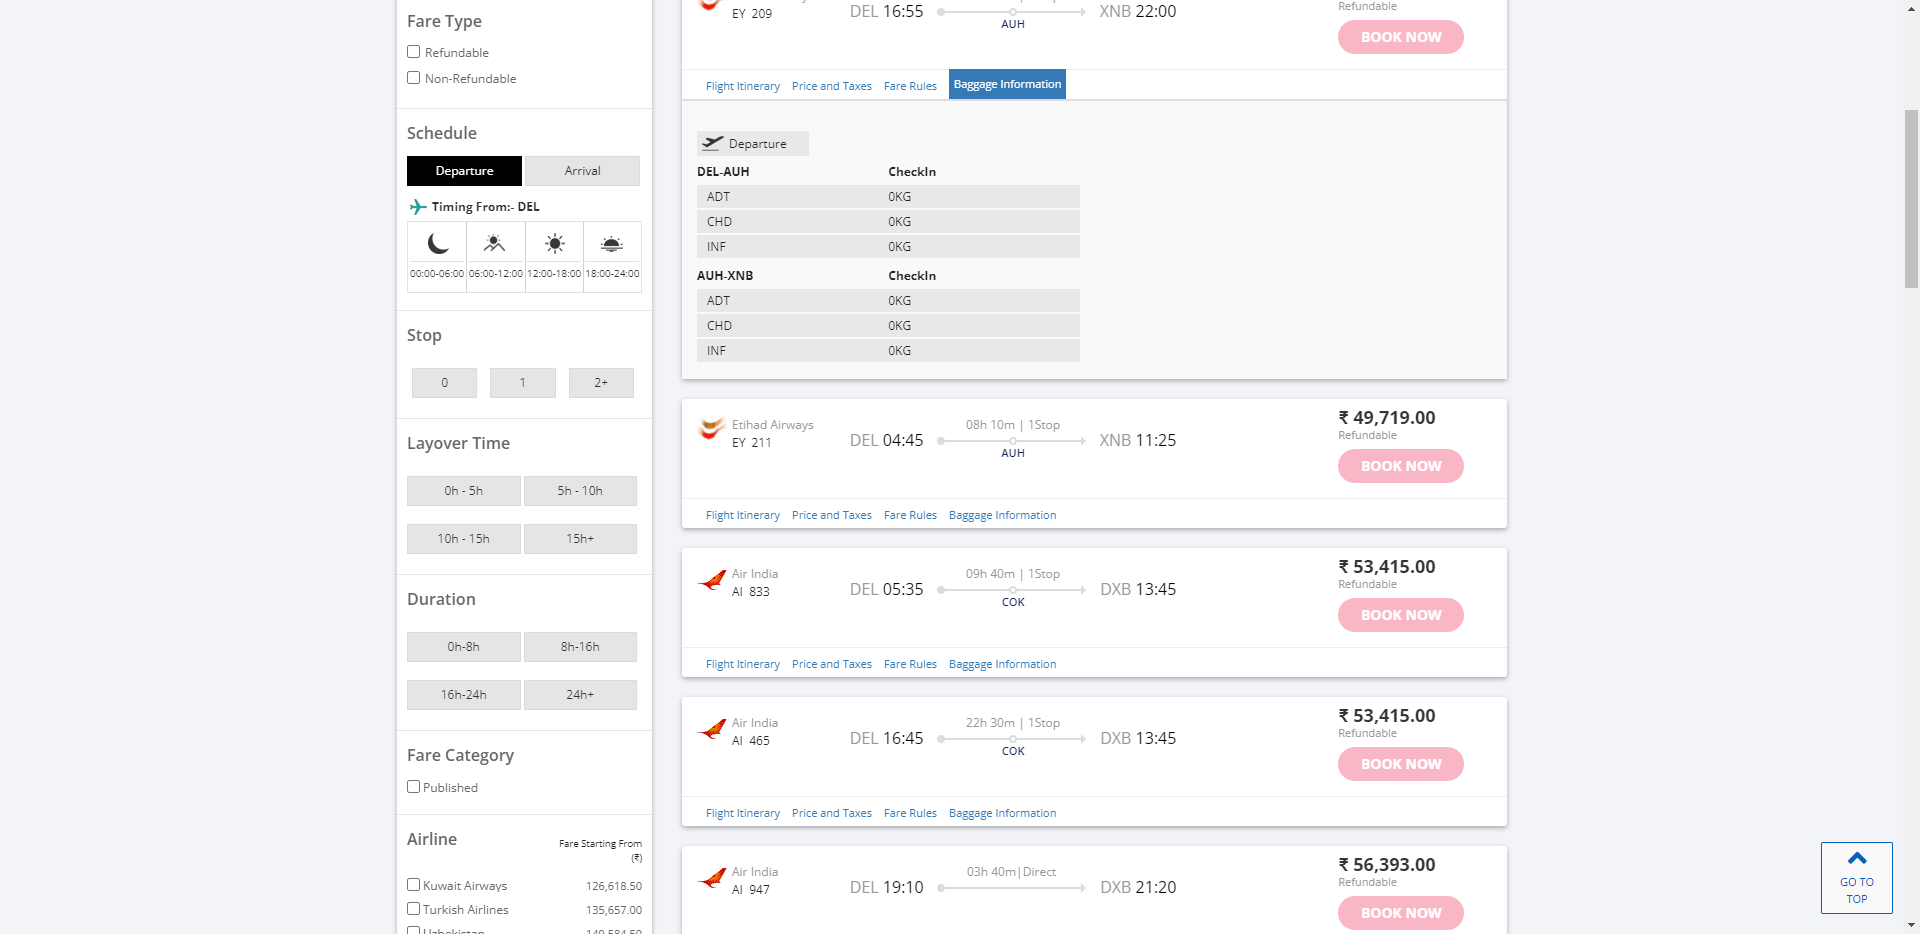 Fare Type
Refundable
Non-Refundable
Schedule
Departure Arrival
Timing From:- DEL
00:00-06:00 06:00-12:00 12:00-18:00 18:00-24:00
Stop
0 1 2+
Layover Time
0h - 5h 5h - 10h
10h - 15h 15h+
Duration
0h-8h 8h-16h
16h-24h 24h+
Fare Category
Published
Airline Fare Starting From
(₹)
Kuwait Airways 126,618.50
Turkish Airlines 135,657.00
Uzbekistan 149,584.50
EY 209
DEL 16:55
AUH
XNB 22:00
Refundable
BOOK NOW
Flight Itinerary Price and Taxes Fare Rules Baggage Information
Departure
DEL-AUH CheckIn
ADT 0KG
CHD 0KG
INF 0KG
AUH-XNB CheckIn
ADT 0KG
CHD 0KG
INF 0KG
Etihad Airways
EY 211
DEL 04:45
08h 10m | 1Stop
AUH
XNB 11:25
₹ 49,719.00
Refundable
BOOK NOW
Flight Itinerary Price and Taxes Fare Rules Baggage Information
Air India
AI 833
DEL 05:35
09h 40m | 1Stop
COK
DXB 13:45
₹ 53,415.00
Refundable
BOOK NOW
Flight Itinerary Price and Taxes Fare Rules Baggage Information
Air India
AI 465
DEL 16:45
22h 30m | 1Stop
COK
DXB 13:45
₹ 53,415.00
Refundable
BOOK NOW
Flight Itinerary Price and Taxes Fare Rules Baggage Information
Air India
AI 947
DEL 19:10
03h 40m|Direct
DXB 21:20
₹ 56,393.00
Refundable
BOOK NOW
GO TO
TOP